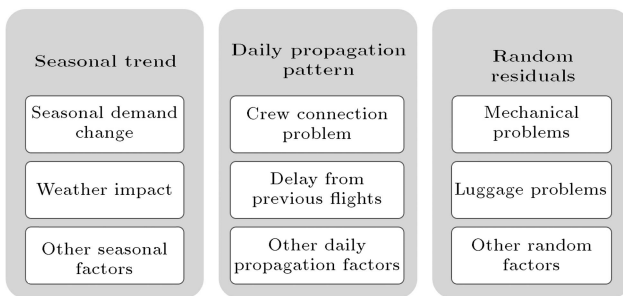 Seasonal trend
Seasonal demand
change
Weather impact
Other seasonal
factors
Daily propagation
pattern
Crew connection
problem
Delay from
previous flights
Other daily
propagation factors
Random
residuals
Mechanical
problems
Luggage problems
Other random
factors